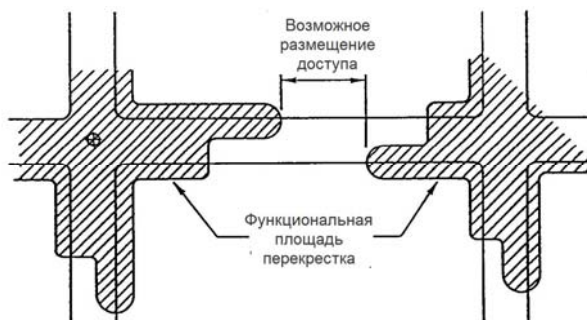 Возможное
размещение
доступа
Функциональная
площадь
перекрестка